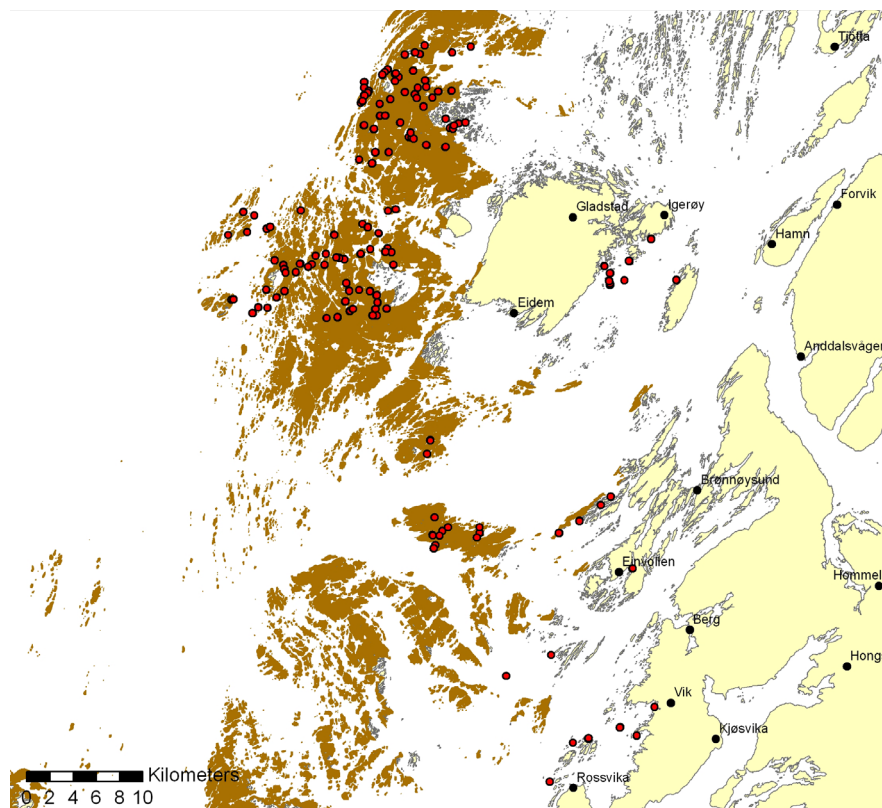 Tjøtta
Forvik
Gladstad
Igerøy
Hamn
Eidem
Anddalsvågen
Brønnøysund
Einvollen
Hommel
Berg
Hong
Vik
Kjøsvika
Rossvika
Kilometers
0 2 4 6 8 10